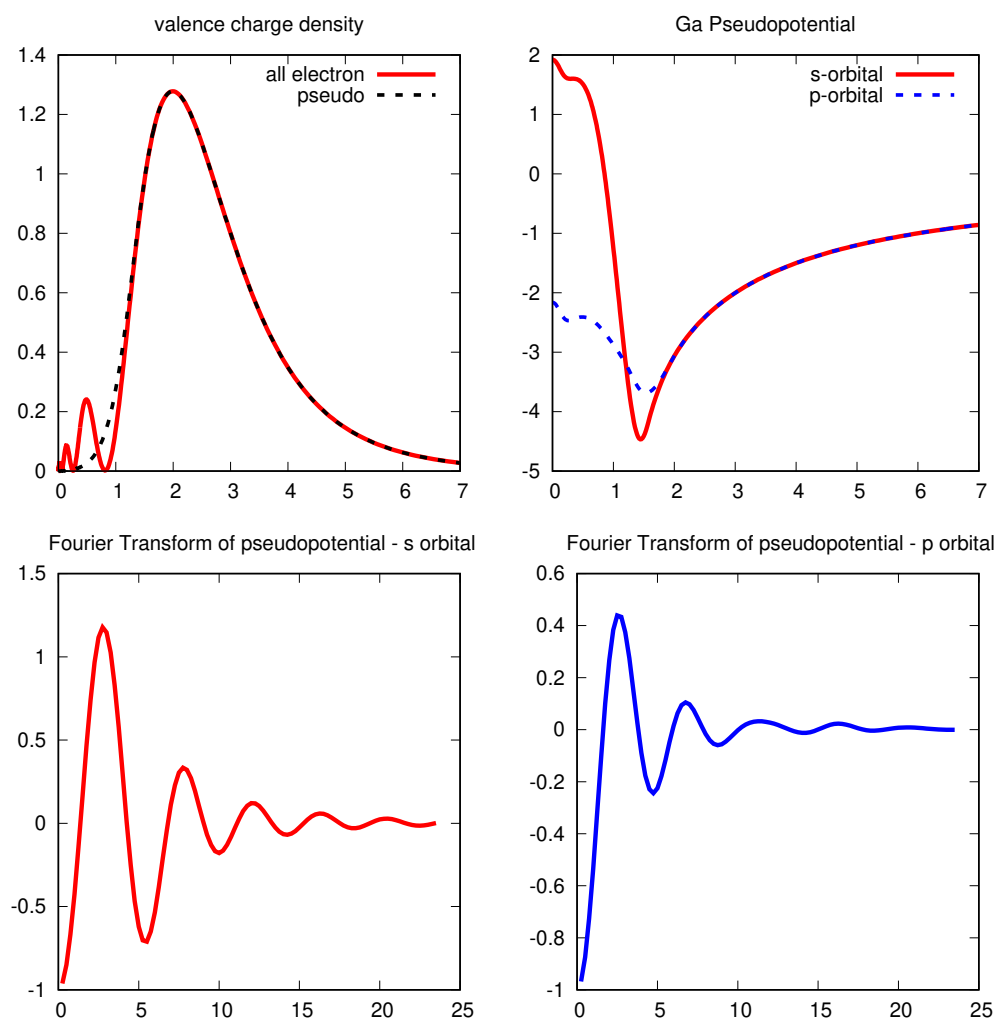 valence charge density
1.4
1.2
1
0.8
0.6
0.4
0.2
0
all electron
pseudo
0 1 2 3 4 5 6 7
Ga Pseudopotential
2
1
0
-1
-2
-3
-4
-5
s-orbital
p-orbital
0 1 2 3 4 5 6 7
Fourier Transform of pseudopotential - s orbital
1.5
1
0.5
0
-0.5
-1
0 5 10 15 20 25
Fourier Transform of pseudopotential - p orbital
0.6
0.4
0.2
0
-0.2
-0.4
-0.6
-0.8
-1
0 5 10 15 20 25